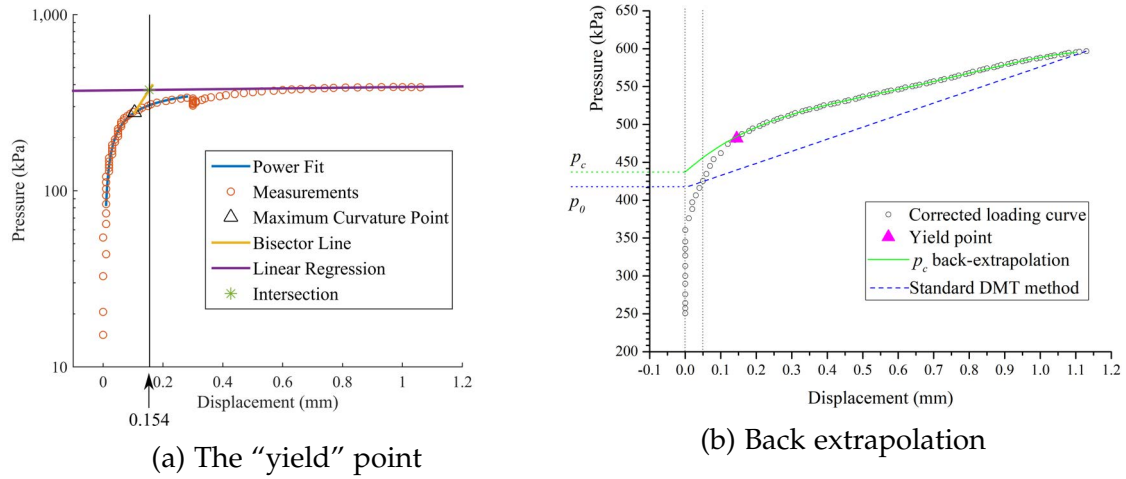 1,000
100
10
Pressure (kPa)
Power Fit
Measurements
Maximum Curvature Point
Bisector Line
Linear Regression
Intersection
0 0.2 0.4 0.6 0.8 1 1.2
Displacement (mm)
0.154
(a) The “yield” point
Pressure (kPa)
650
600
550
500
450
400
350
300
250
200
p_c
p_0
Corrected loading curve
Yield point
p_c back-extrapolation
Standard DMT method
-0.1 0.0 0.1 0.2 0.3 0.4 0.5 0.6 0.7 0.8 0.9 1.0 1.1 1.2
Displacement (mm)
(b) Back extrapolation